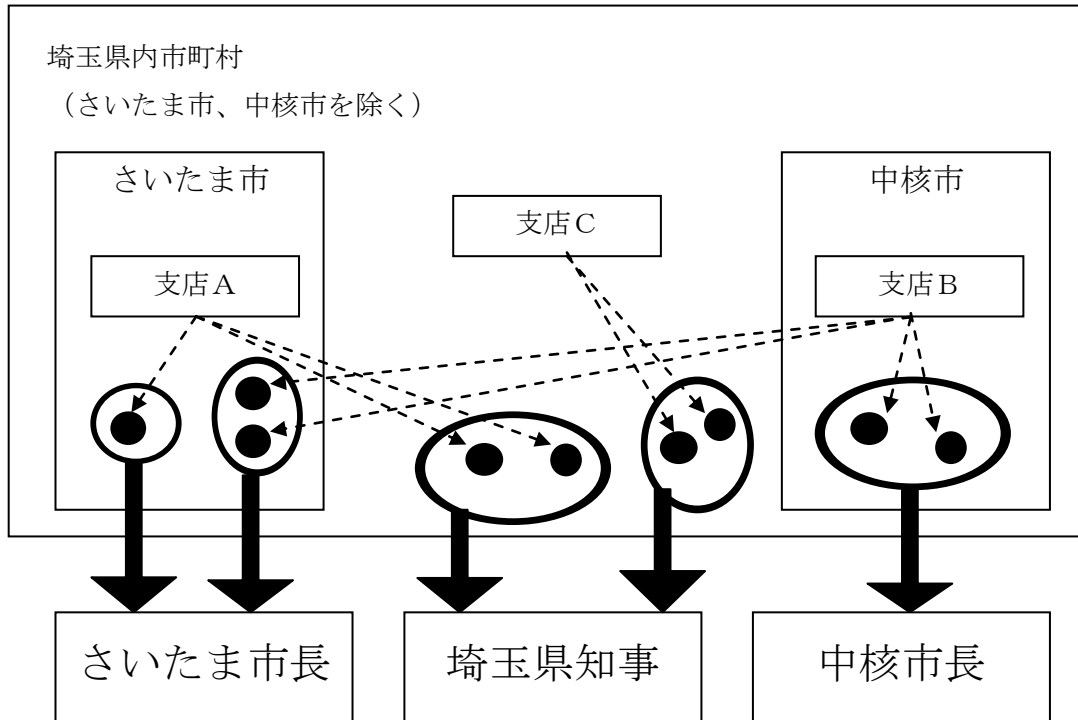 埼玉県内市町村
（さいたま市、中核市を除く）
さいたま市
中核市
支店Ｃ
支店Ａ
支店Ｂ
さいたま市長
埼玉県知事
中核市長